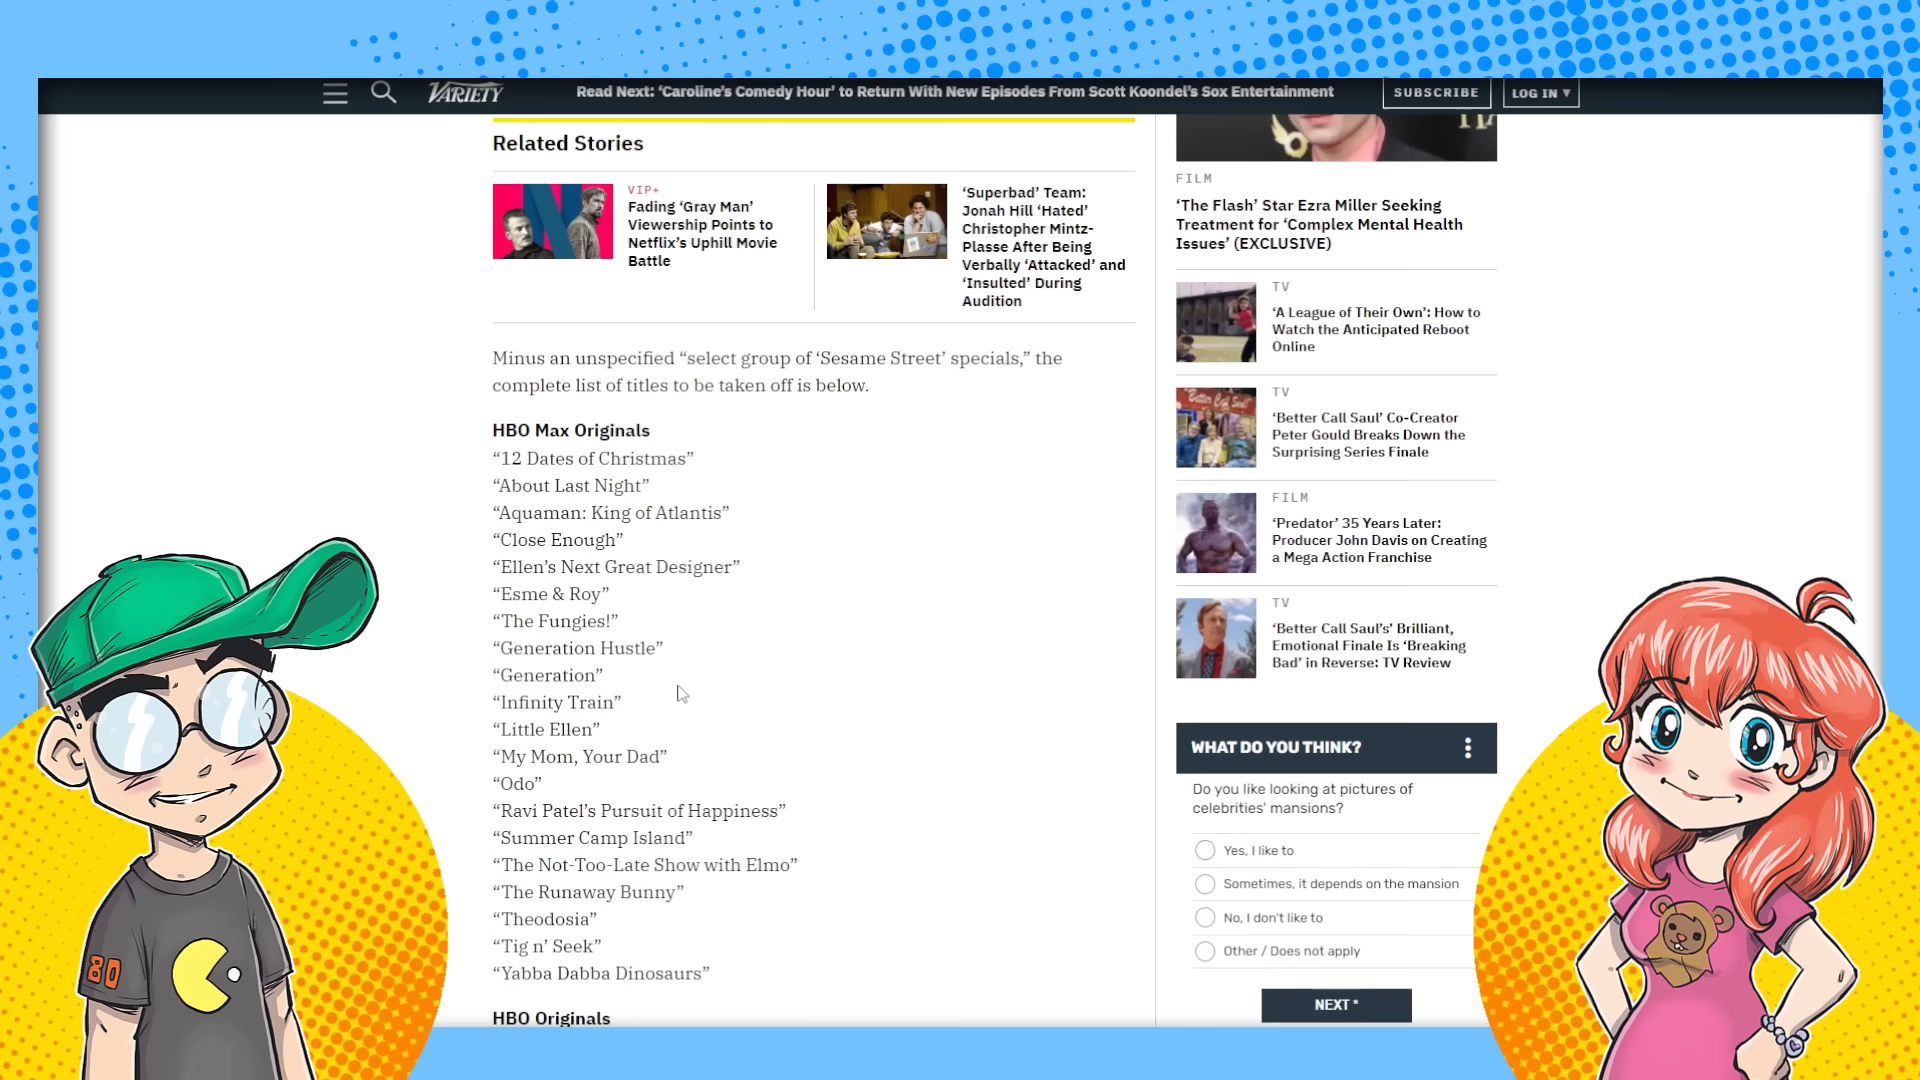 VARIETY
Read Next: ‘Caroline’s Comedy Hour’ to Return With New Episodes From Scott Koondel’s Sox Entertainment
SUBSCRIBE
LOG IN ▾
Related Stories
VIP+
Fading ‘Gray Man’
Viewership Points to
Netflix’s Uphill Movie
Battle
‘Superbad’ Team:
Jonah Hill ‘Hated’
Christopher Mintz-
Plasse After Being
Verbally ‘Attacked’ and
‘Insulted’ During
Audition
Minus an unspecified “select group of ‘Sesame Street’ specials,” the
complete list of titles to be taken off is below.
HBO Max Originals
“12 Dates of Christmas”
“About Last Night”
“Aquaman: King of Atlantis”
“Close Enough”
“Ellen’s Next Great Designer”
“Esme & Roy”
“The Fungies!”
“Generation Hustle”
“Generation”
“Infinity Train”
“Little Ellen”
“My Mom, Your Dad”
“Odo”
“Ravi Patel’s Pursuit of Happiness”
“Summer Camp Island”
“The Not-Too-Late Show with Elmo”
“The Runaway Bunny”
“Theodosia”
“Tig n’ Seek”
“Yabba Dabba Dinosaurs”
HBO Originals
FILM
‘The Flash’ Star Ezra Miller Seeking
Treatment for ‘Complex Mental Health
Issues’ (EXCLUSIVE)
TV
‘A League of Their Own’: How to
Watch the Anticipated Reboot
Online
TV
‘Better Call Saul’ Co-Creator
Peter Gould Breaks Down the
Surprising Series Finale
FILM
‘Predator’ 35 Years Later:
Producer John Davis on Creating
a Mega Action Franchise
TV
‘Better Call Saul’s’ Brilliant,
Emotional Finale Is ‘Breaking
Bad’ in Reverse: TV Review
WHAT DO YOU THINK?
Do you like looking at pictures of
celebrities' mansions?
Yes, I like to
Sometimes, it depends on the mansion
No, I don't like to
Other / Does not apply
NEXT *
80